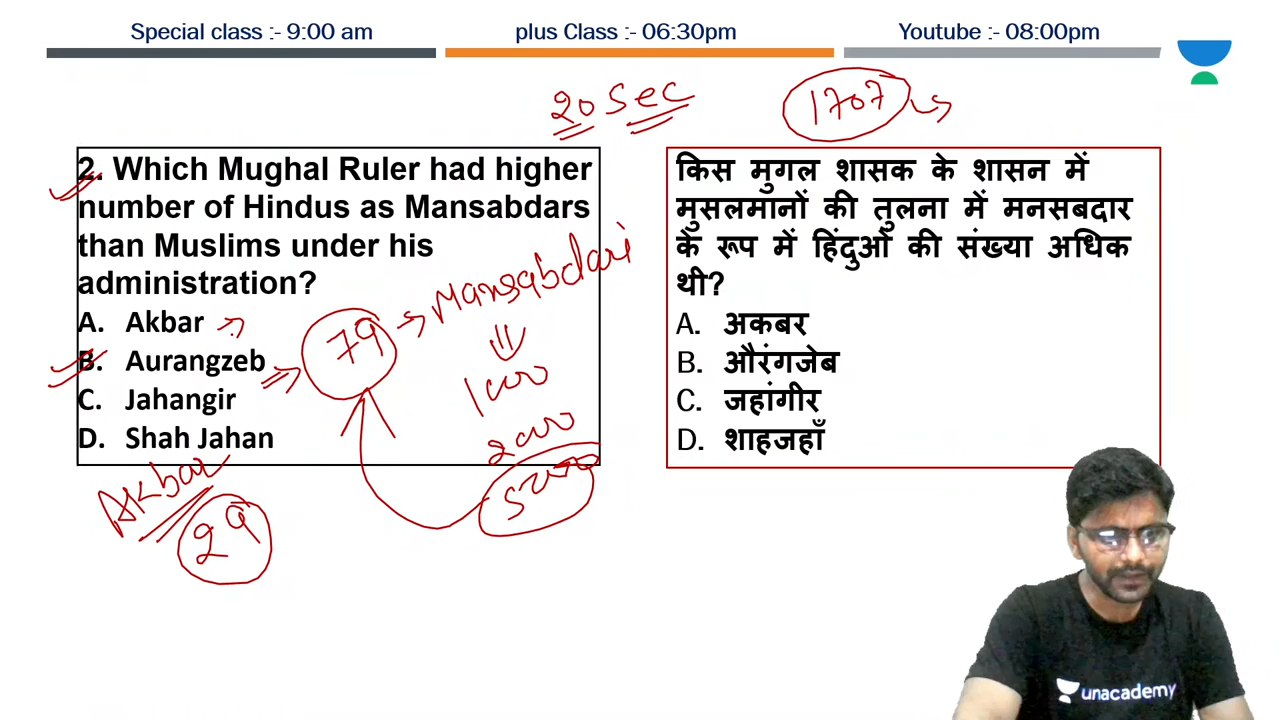 Special class :- 9:00 am
plus Class :- 06:30pm
Youtube :- 08:00pm
20 Sec
1707
2. Which Mughal Ruler had higher
number of Hindus as Mansabdars
than Muslims under his
administration?
A. Akbar
B. Aurangzeb
C. Jahangir
D. Shah Jahan
79
Mansabdari
1000
2000
5000
Akbar
29
किस मुगल शासक के शासन में
मुसलमानों की तुलना में मनसबदार
के रूप में हिंदुओं की संख्या अधिक
थी?
A. अकबर
B. औरंगजेब
C. जहांगीर
D. शाहजहाँ
unacademy